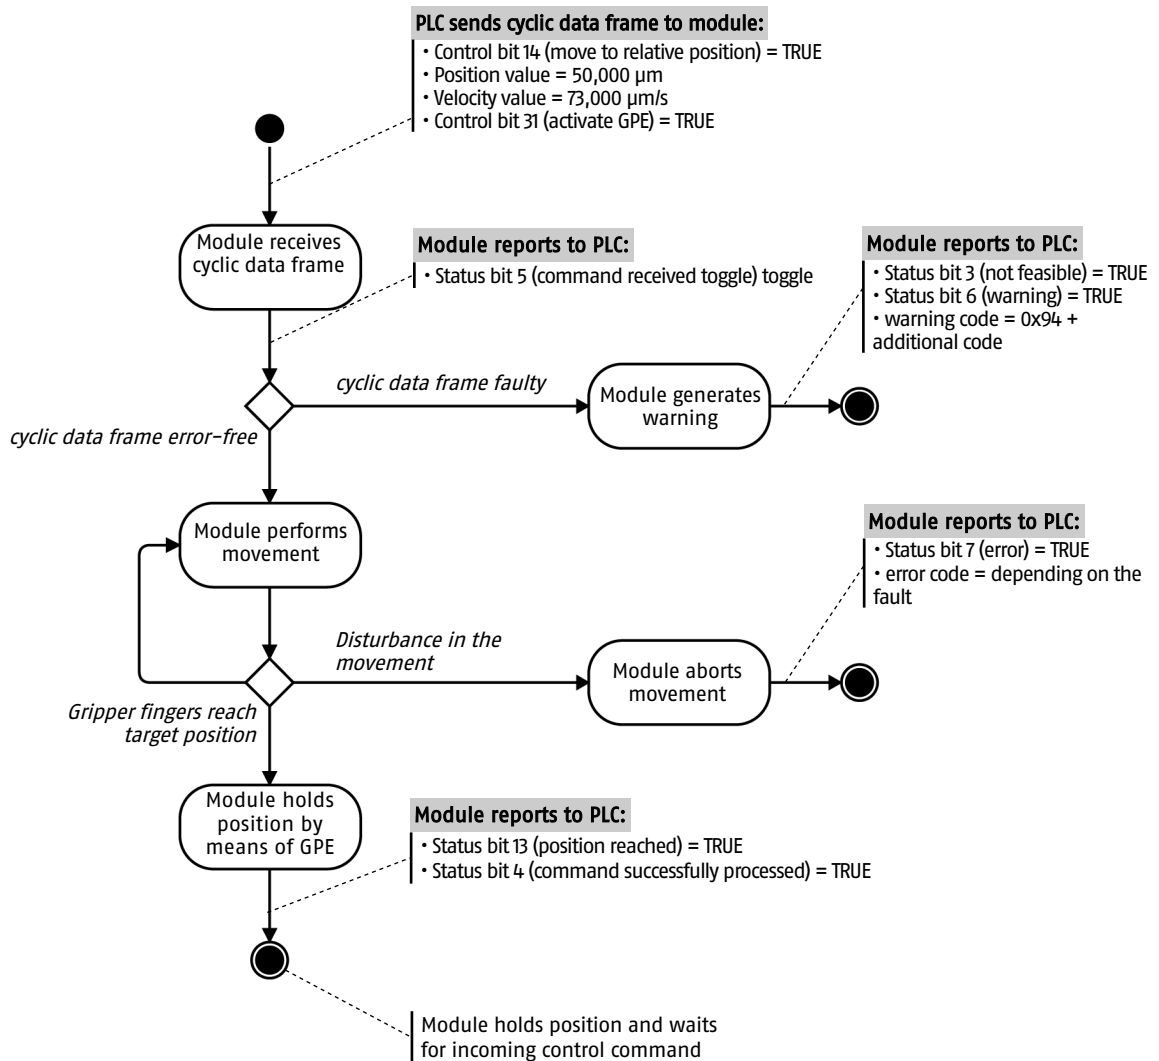 PLC sends cyclic data frame to module:
• Control bit 14 (move to relative position) = TRUE
• Position value = 50,000 µm
• Velocity value = 73,000 µm/s
• Control bit 31 (activate GPE) = TRUE
Module receives
cyclic data frame
Module reports to PLC:
• Status bit 5 (command received toggle) toggle
Module reports to PLC:
• Status bit 3 (not feasible) = TRUE
• Status bit 6 (warning) = TRUE
• warning code = 0x94 +
additional code
cyclic data frame faulty
Module generates
warning
cyclic data frame error-free
Module performs
movement
Module reports to PLC:
• Status bit 7 (error) = TRUE
• error code = depending on the
fault
Disturbance in the
movement
Module aborts
movement
Gripper fingers reach
target position
Module holds
position by
means of GPE
Module reports to PLC:
• Status bit 13 (position reached) = TRUE
• Status bit 4 (command successfully processed) = TRUE
Module holds position and waits
for incoming control command